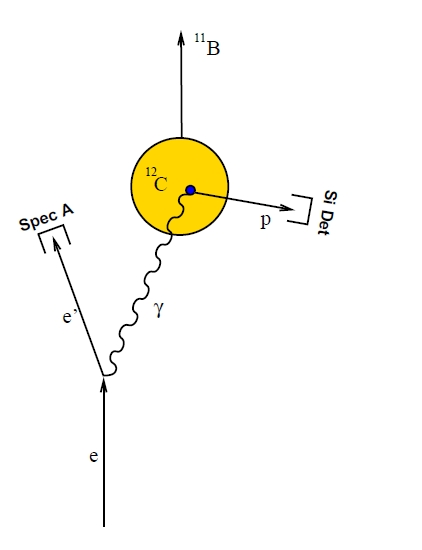 ¹¹B
¹²C
Si Det
p
Spec A
e'
γ
e